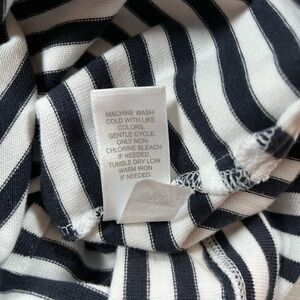 MACHINE WASH
COLD WITH LIKE
COLORS.
GENTLE CYCLE.
ONLY NON-
CHLORINE BLEACH
IF NEEDED.
TUMBLE DRY LOW.
WARM IRON
IF NEEDED